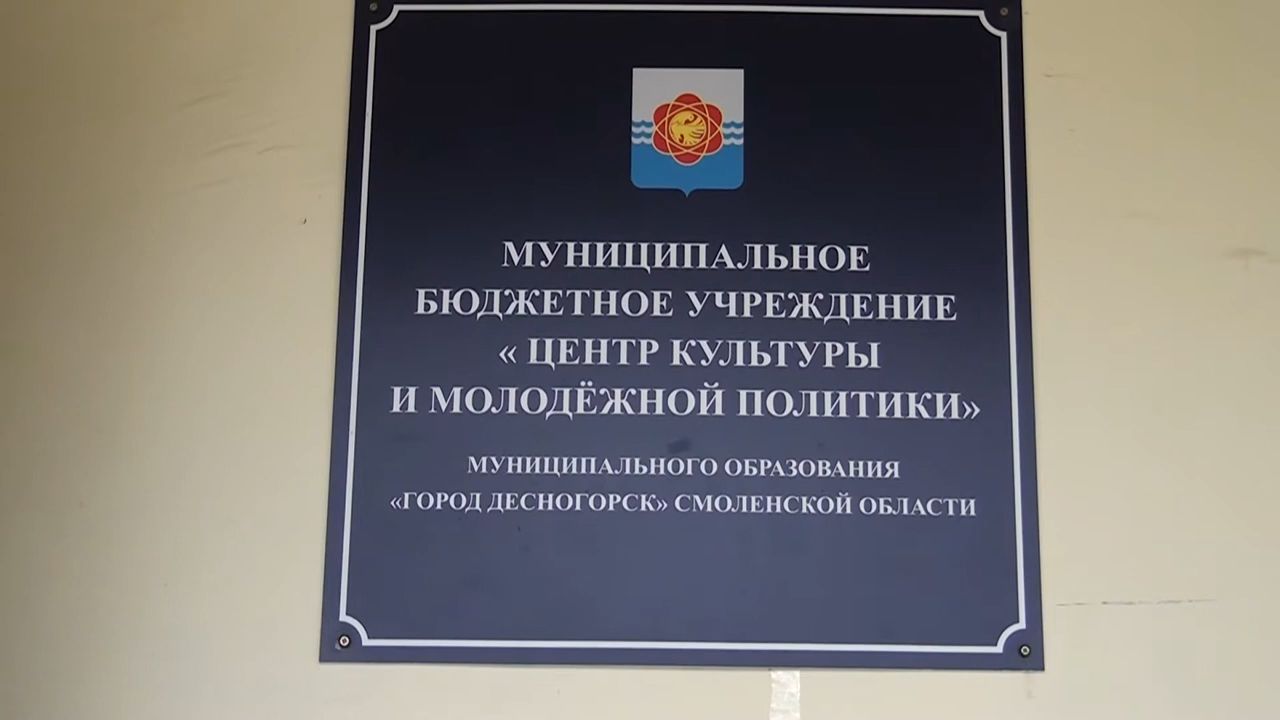 МУНИЦИПАЛЬНОЕ
БЮДЖЕТНОЕ УЧРЕЖДЕНИЕ
« ЦЕНТР КУЛЬТУРЫ
И МОЛОДЁЖНОЙ ПОЛИТИКИ»
МУНИЦИПАЛЬНОГО ОБРАЗОВАНИЯ
«ГОРОД ДЕСНОГОРСК» СМОЛЕНСКОЙ ОБЛАСТИ